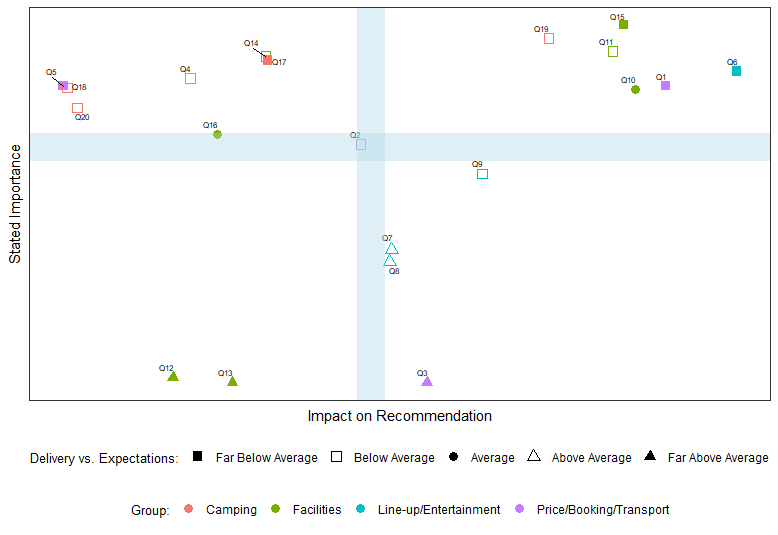 Q15
Q19
Q14
Q11
Q17
Q6
Q5
Q4
Q18
Q10
Q1
Q20
Q16
Q2
Q9
Q7
Q8
Q12
Q13
Q3
Stated Importance
Impact on Recommendation
Delivery vs. Expectations: Far Below Average Below Average Average Above Average Far Above Average
Group: Camping Facilities Line-up/Entertainment Price/Booking/Transport